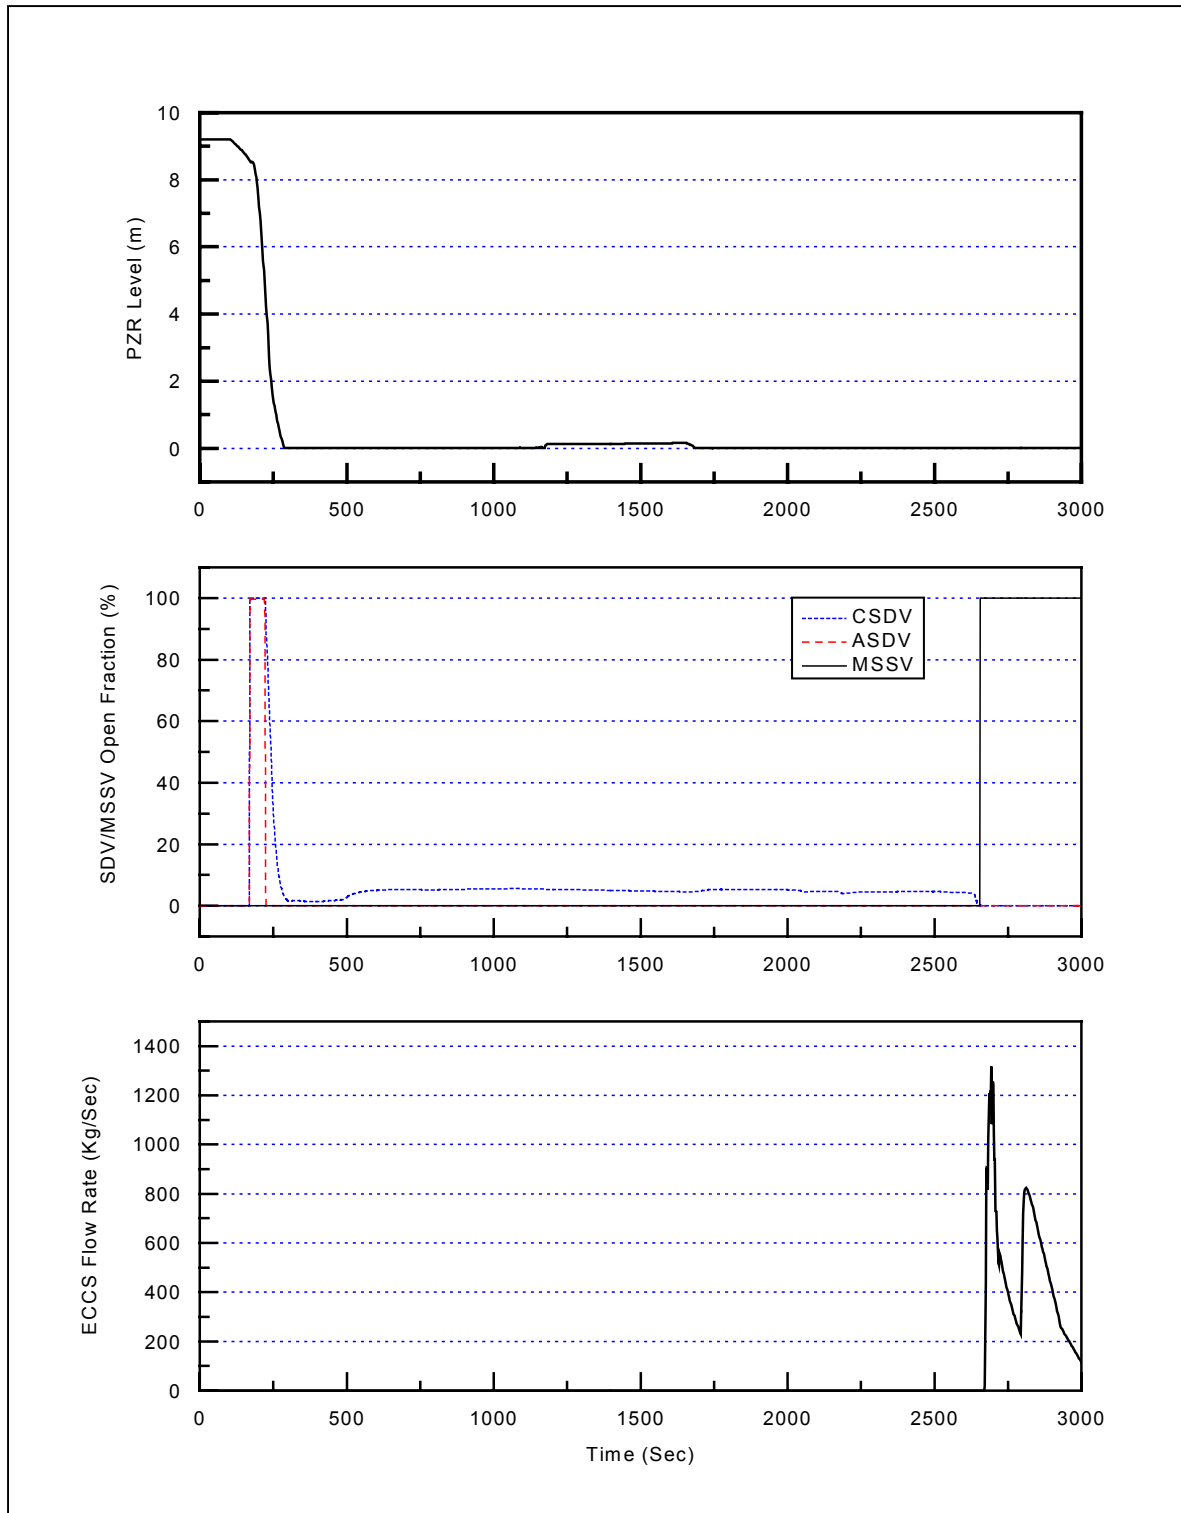 10
8
6
4
2
0
PZR Level (m)
0 500 1000 1500 2000 2500 3000
100
80
60
40
20
0
SDV/MSSV Open Fraction (%)
CSDV
ASDV
MSSV
0 500 1000 1500 2000 2500 3000
1400
1200
1000
800
600
400
200
0
ECCS Flow Rate (Kg/Sec)
0 500 1000 1500 2000 2500 3000
Time (Sec)